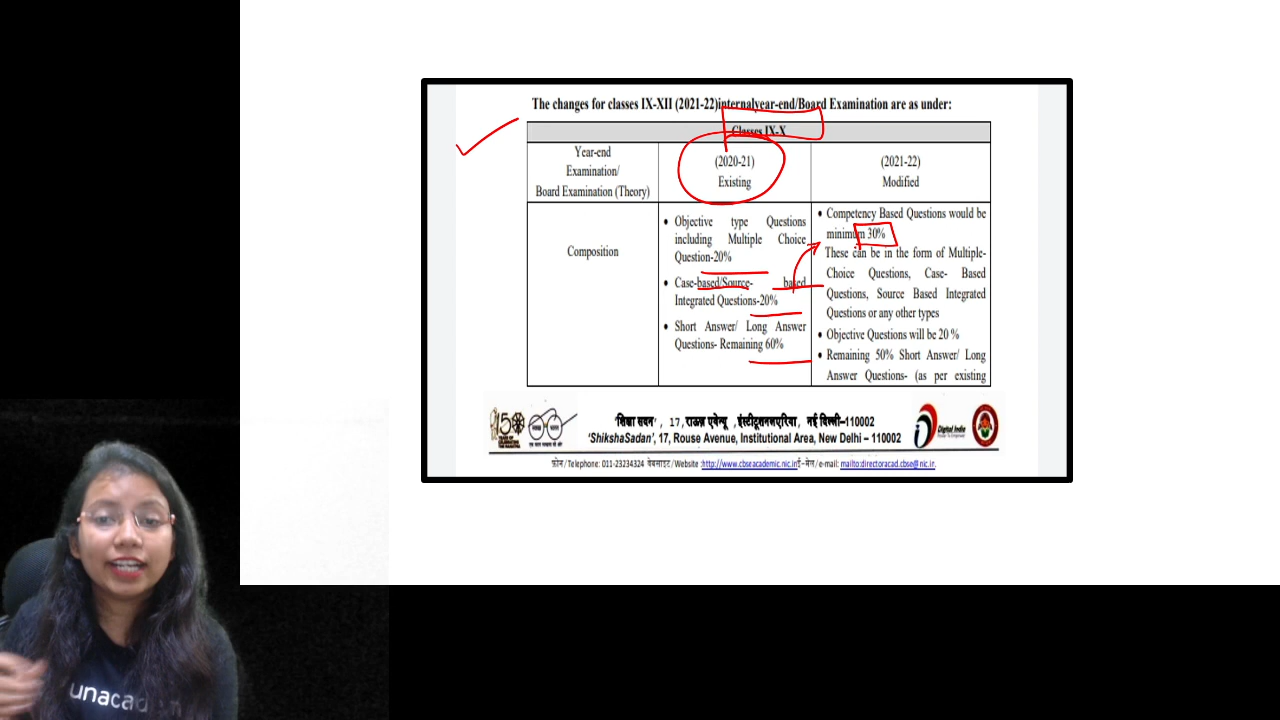 The changes for classes IX-XII (2021-22)internalyear-end/Board Examination are as under:
Classes IX-X
Year-end
Examination/
Board Examination (Theory)
(2020-21)
Existing
(2021-22)
Modified
Composition
• Objective type Questions
including Multiple Choice
Question-20%
• Case-based/Source- based
Integrated Questions-20%
• Short Answer/ Long Answer
Questions- Remaining 60%
• Competency Based Questions would be
minimum 30%
These can be in the form of Multiple-
Choice Questions, Case- Based
Questions, Source Based Integrated
Questions or any other types
• Objective Questions will be 20 %
• Remaining 50% Short Answer/ Long
Answer Questions- (as per existing
'शिक्षा सदन' , 17,राऊज़ एवेन्यू ,इंस्टीटूशनलएरिया, नई दिल्ली–110002
'ShikshaSadan', 17, Rouse Avenue, Institutional Area, New Delhi – 110002
फ़ोन/Telephone: 011-23234324 वेबसाइट/Website :http://www.cbseacademic.nic.in ई-मेल/e-mail: mailto:directoracad.cbse@nic.in.
Digital India
unacad